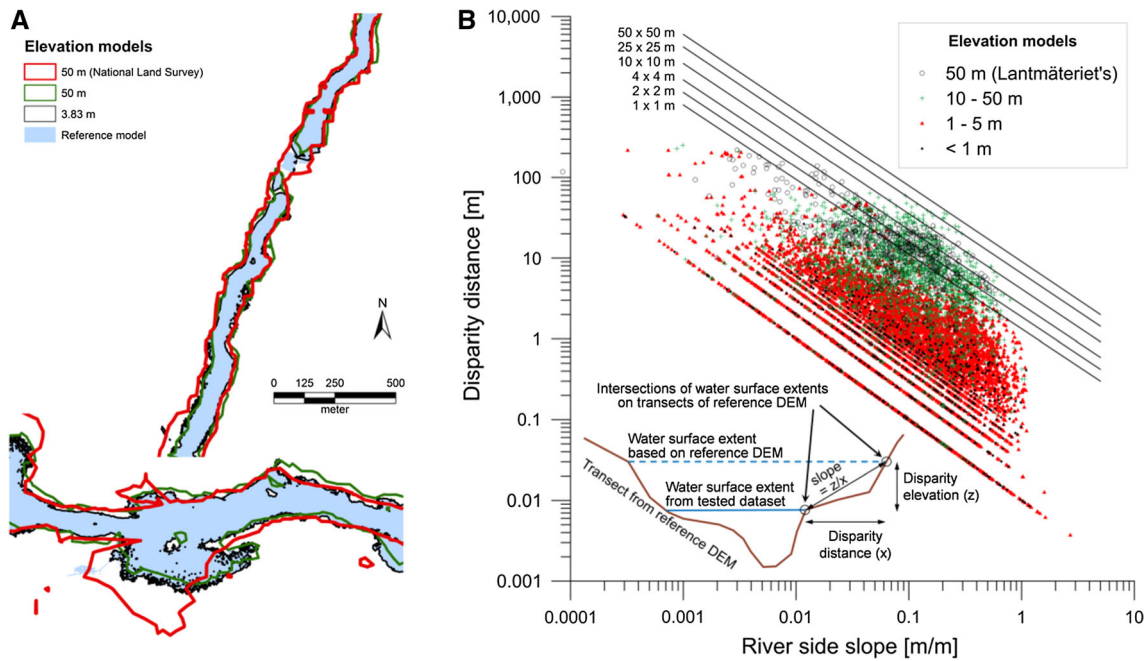 A
Elevation models
50 m (National Land Survey)
50 m
3.83 m
Reference model
N
0 125 250 500
meter
B
10,000
1,000
100
10
1
0.1
0.01
0.001
Disparity distance [m]
50 x 50 m
25 x 25 m
10 x 10 m
4 x 4 m
2 x 2 m
1 x 1 m
Elevation models
50 m (Lantmäteriet's)
10 - 50 m
1 - 5 m
< 1 m
Intersections of water surface extents
on transects of reference DEM
Water surface extent
based on reference DEM
Water surface extent
from tested dataset
Transect from reference DEM
slope
= z/x
Disparity
elevation (z)
Disparity
distance (x)
0.0001 0.001 0.01 0.1 1 10
River side slope [m/m]